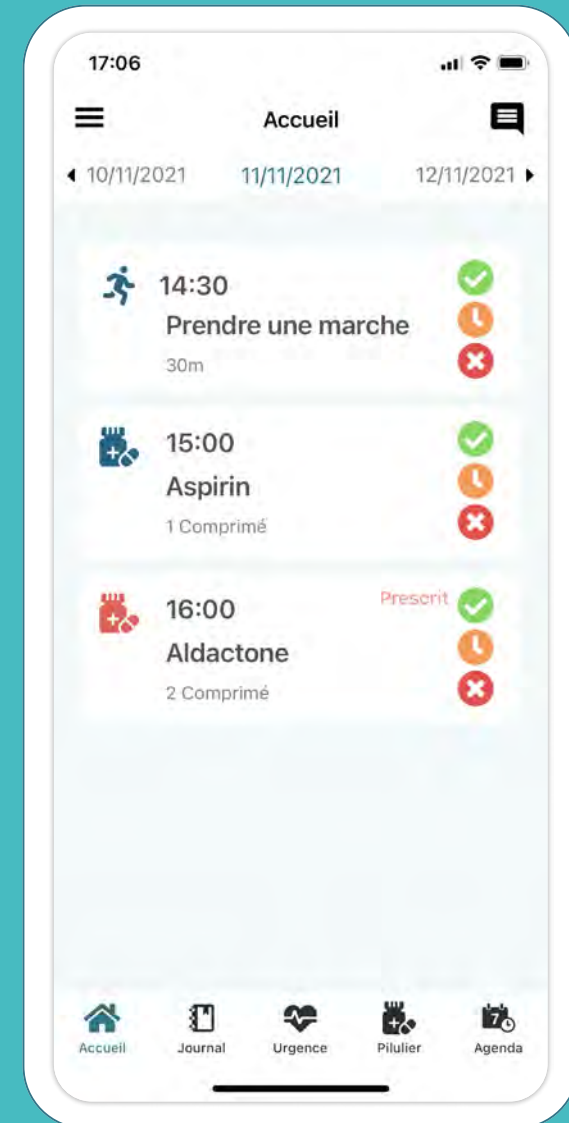 17:06
Accueil
10/11/2021 11/11/2021 12/11/2021
14:30
Prendre une marche
30m
15:00
Aspirin
1 Comprimé
Prescrit
16:00
Aldactone
2 Comprimé
7
Accueil Journal Urgence Pilulier Agenda